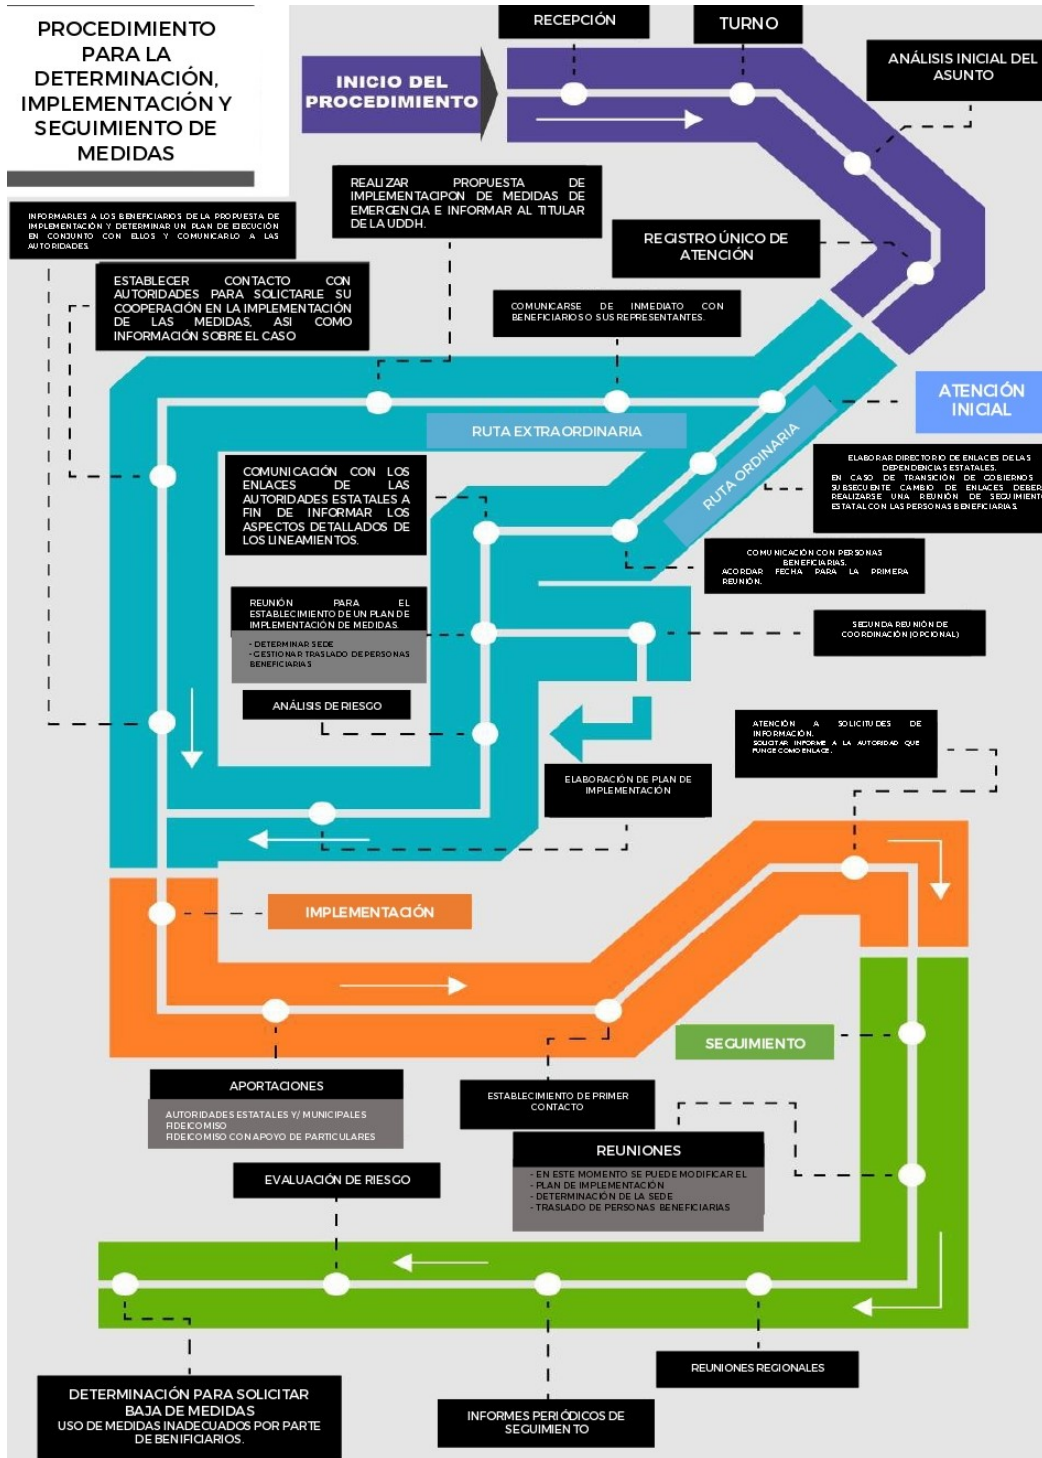 PROCEDIMIENTO
PARA LA
DETERMINACIÓN,
IMPLEMENTACIÓN Y
SEGUIMIENTO DE
MEDIDAS
INICIO DEL
PROCEDIMIENTO
RECEPCIÓN
TURNO
ANÁLISIS INICIAL DEL
ASUNTO
REGISTRO ÚNICO DE
ATENCIÓN
ATENCIÓN
INICIAL
RUTA EXTRAORDINARIA
COMUNICARSE DE INMEDIATO CON
BENEFICIARIOS O SUS REPRESENTANTES.
REALIZAR PROPUESTA DE
IMPLEMENTACIPON DE MEDIDAS DE
EMERGENCIA E INFORMAR AL TITULAR
DE LA UDDH.
ESTABLECER CONTACTO CON
AUTORIDADES PARA SOLICTARLE SU
COOPERACIÓN EN LA IMPLEMENTACIÓN
DE LAS MEDIDAS, ASI COMO
INFORMACIÓN SOBRE EL CASO
INFORMARLES A LOS BENEFICIARIOS DE LA PROPUESTA DE
IMPLEMENTACIÓN Y DETERMINAR UN PLAN DE EJECUCIÓN
EN CONJUNTO CON ELLOS Y COMUNICARLO A LAS
AUTORIDADES.
RUTA ORDINARIA
ELABORAR DIRECTORIO DE ENLACES DE LAS
DEPENDENCIAS ESTATALES.
EN CASO DE TRANSICIÓN DE GOBIERNOS
SUBSECUENTE CAMBIO DE ENLACES DEBER
REALIZARSE UNA REUNIÓN DE SEGUIMIENT
ESTATAL CON LAS PERSONAS BENEFICIARIAS.
COMUNICACIÓN CON PERSONAS
BENEFICIARIAS.
ACORDAR FECHA PARA LA PRIMERA
REUNIÓN.
COMUNICACIÓN CON LOS
ENLACES DE LAS
AUTORIDADES ESTATALES A
FIN DE INFORMAR LOS
ASPECTOS DETALLADOS DE
LOS LINEAMIENTOS.
REUNIÓN PARA EL
ESTABLECIMIENTO DE UN PLAN DE
IMPLEMENTACIÓN DE MEDIDAS.
- DETERMINAR SEDE
- GESTIONAR TRASLADO DE PERSONAS
BENEFICIARIAS
SEGUNDA REUNIÓN DE
COORDINACIÓN (OPCIONAL)
ANÁLISIS DE RIESGO
ELABORACIÓN DE PLAN DE
IMPLEMENTACIÓN
IMPLEMENTACIÓN
APORTACIONES
AUTORIDADES ESTATALES Y/ MUNICIPALES
FIDEICOMISO
FIDEICOMISO CON APOYO DE PARTICULARES
ESTABLECIMIENTO DE PRIMER
CONTACTO
ATENCIÓN A SOLICITUDES DE
INFORMACIÓN.
SOLICITAR INFORME A LA AUTORIDAD QUE
FUNGE COMO ENLACE.
SEGUIMIENTO
REUNIONES
- EN ESTE MOMENTO SE PUEDE MODIFICAR EL
- PLAN DE IMPLEMENTACIÓN
- DETERMINACIÓN DE LA SEDE
- TRASLADO DE PERSONAS BENEFICIARIAS
REUNIONES REGIONALES
INFORMES PERIÓDICOS DE
SEGUIMIENTO
EVALUACIÓN DE RIESGO
DETERMINACIÓN PARA SOLICITAR
BAJA DE MEDIDAS
USO DE MEDIDAS INADECUADOS POR PARTE
DE BENIFICIARIOS.